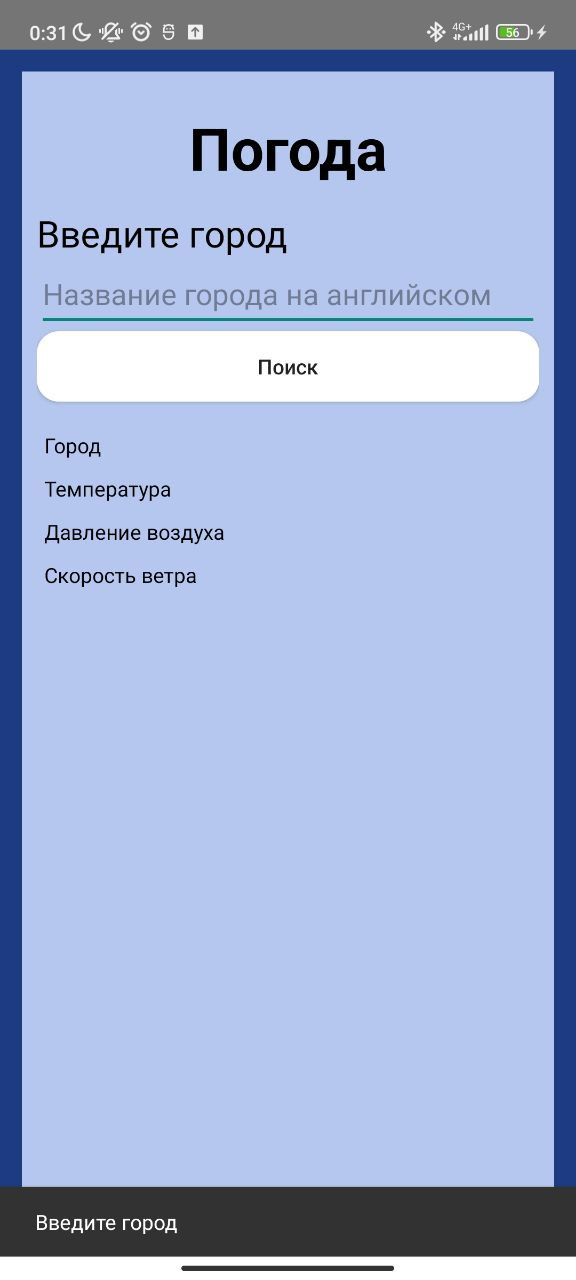 0:31 4G+ 56
Погода
Введите город
Название города на английском
Поиск
Город
Температура
Давление воздуха
Скорость ветра
Введите город